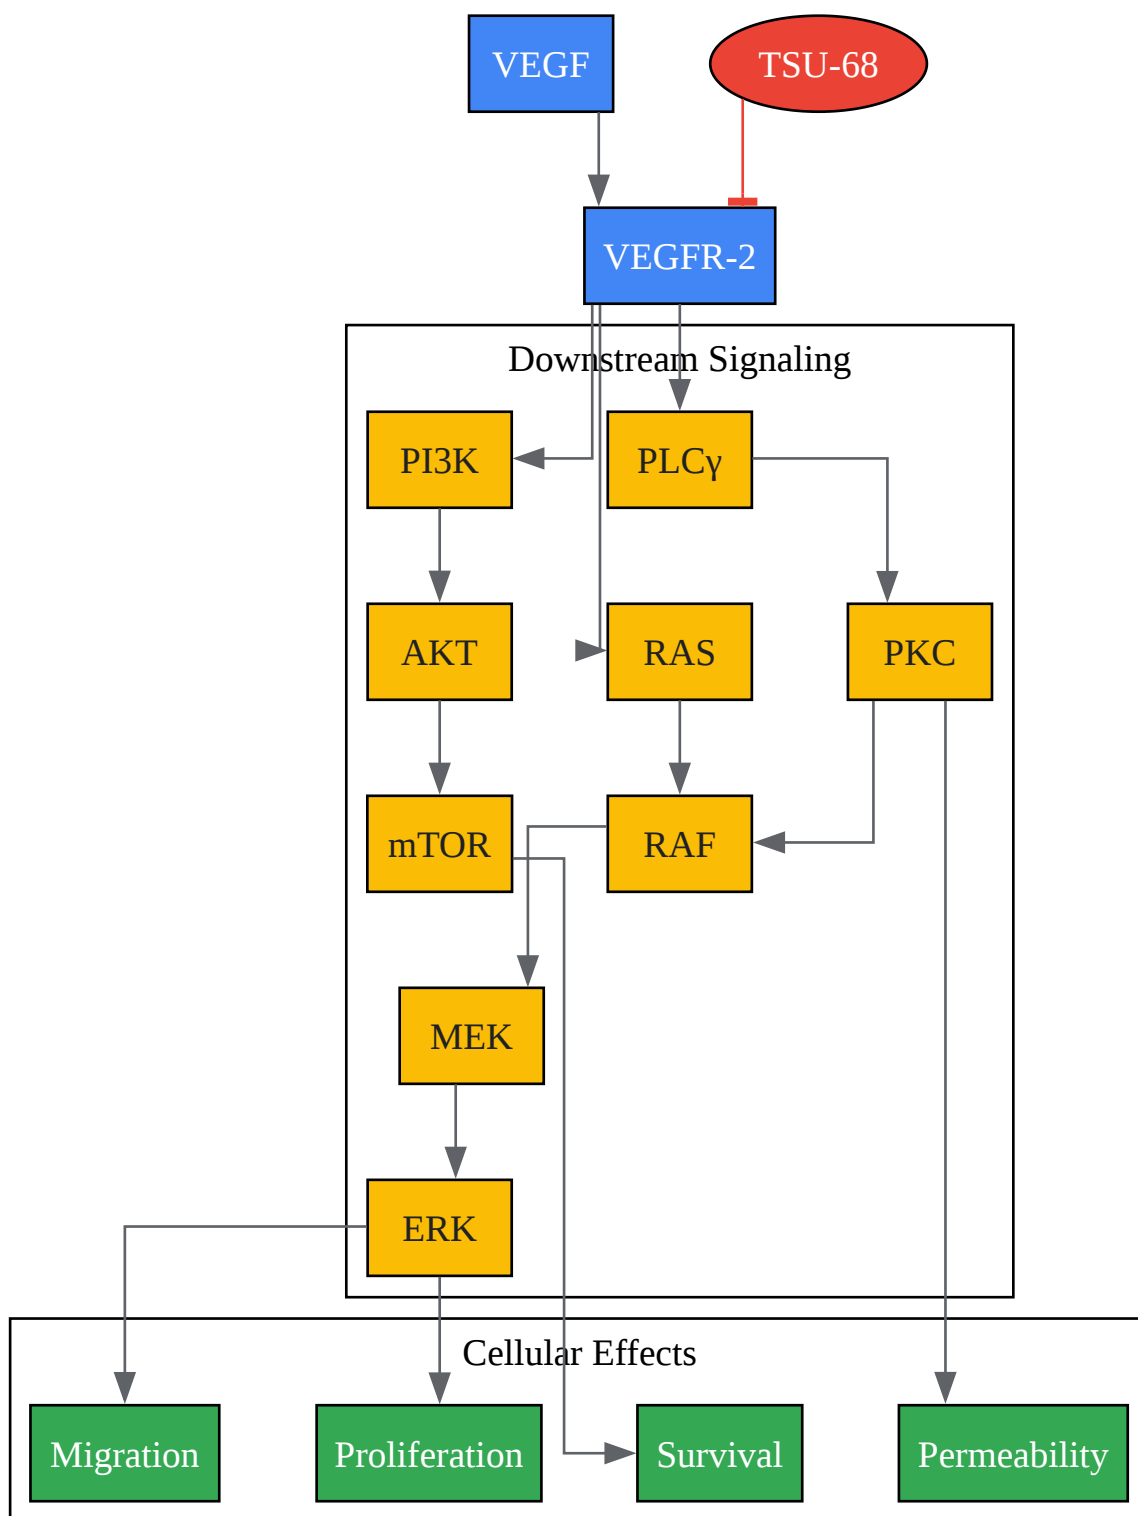 VEGF
TSU-68
VEGFR-2
Downstream Signaling
PI3K
PLCγ
AKT
RAS
PKC
mTOR
RAF
MEK
ERK
Cellular Effects
Migration
Proliferation
Survival
Permeability